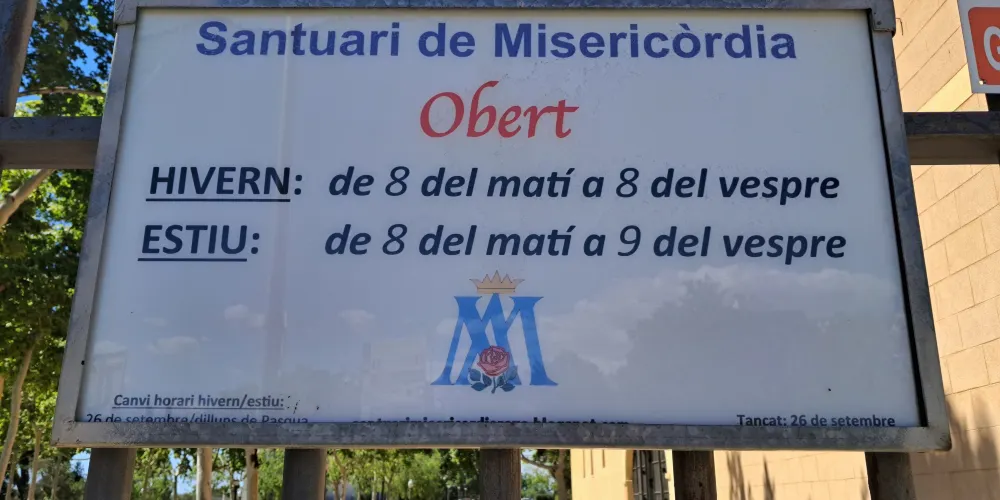 Santuari de Misericòrdia
Obert
HIVERN: de 8 del matí a 8 del vespre
ESTIU: de 8 del matí a 9 del vespre
Canvi horari hivern/estiu:
26 de setembre/dilluns de Pasqua
Tancat: 26 de setembre
G